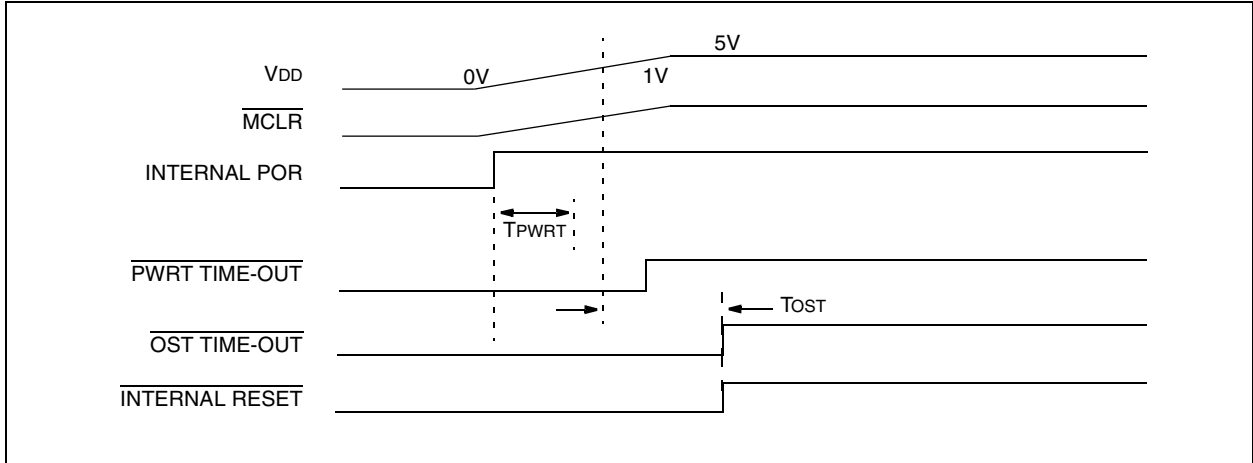 5V
VDD 0V 1V
MCLR
INTERNAL POR
TPWRT
PWRT TIME-OUT
TOST
OST TIME-OUT
INTERNAL RESET